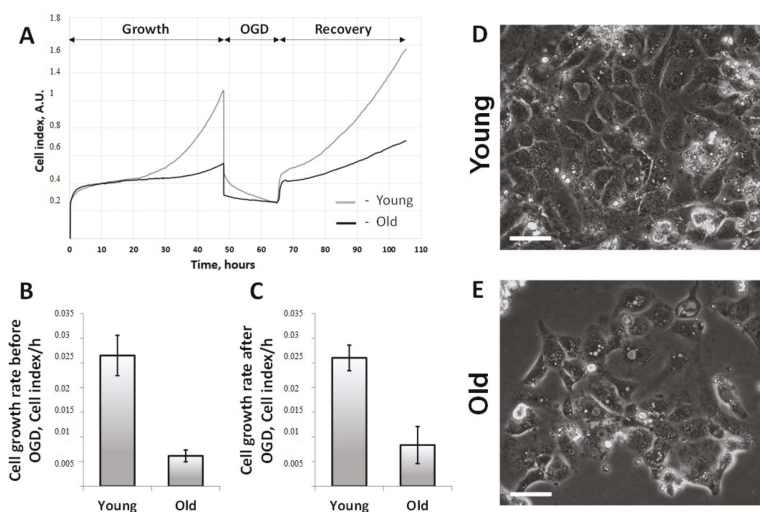 A
Growth
OGD
Recovery
Cell index, A.U.
1.8
1.6
1.4
1.2
1
0.8
0.6
0.4
0.2
- Young
- Old
0 10 20 30 40 50 60 70 80 90 100 110
Time, hours
B
Cell growth rate before
OGD, Cell index/h
0.035
0.03
0.025
0.02
0.015
0.01
0.005
Young Old
C
Cell growth rate after
OGD, Cell index/h
0.035
0.03
0.025
0.02
0.015
0.01
0.005
Young Old
D
Young
E
Old